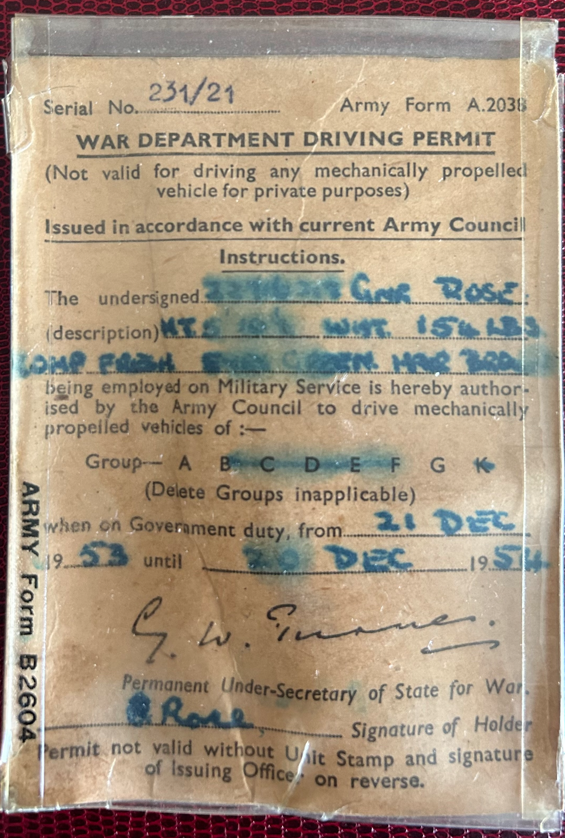 Serial No. 231/21 Army Form A.2038
WAR DEPARTMENT DRIVING PERMIT
(Not valid for driving any mechanically propelled
vehicle for private purposes)
Issued in accordance with current Army Council
Instructions.
The undersigned GNR ROSE.
(description) HT 5 WHT. 154 LBS
COMP FRESH EYES GREEN. HAIR BROWN
being employed on Military Service is hereby author-
ised by the Army Council to drive mechanically
propelled vehicles of :—
Group— A B C D E F G K
(Delete Groups inapplicable)
when on Government duty, from 21 DEC
19 53 until DEC 19 54
G. W. Turner.
Permanent Under-Secretary of State for War.
Rose, Signature of Holder
Permit not valid without Unit Stamp and signature
of Issuing Officer on reverse.
ARMY Form B2604